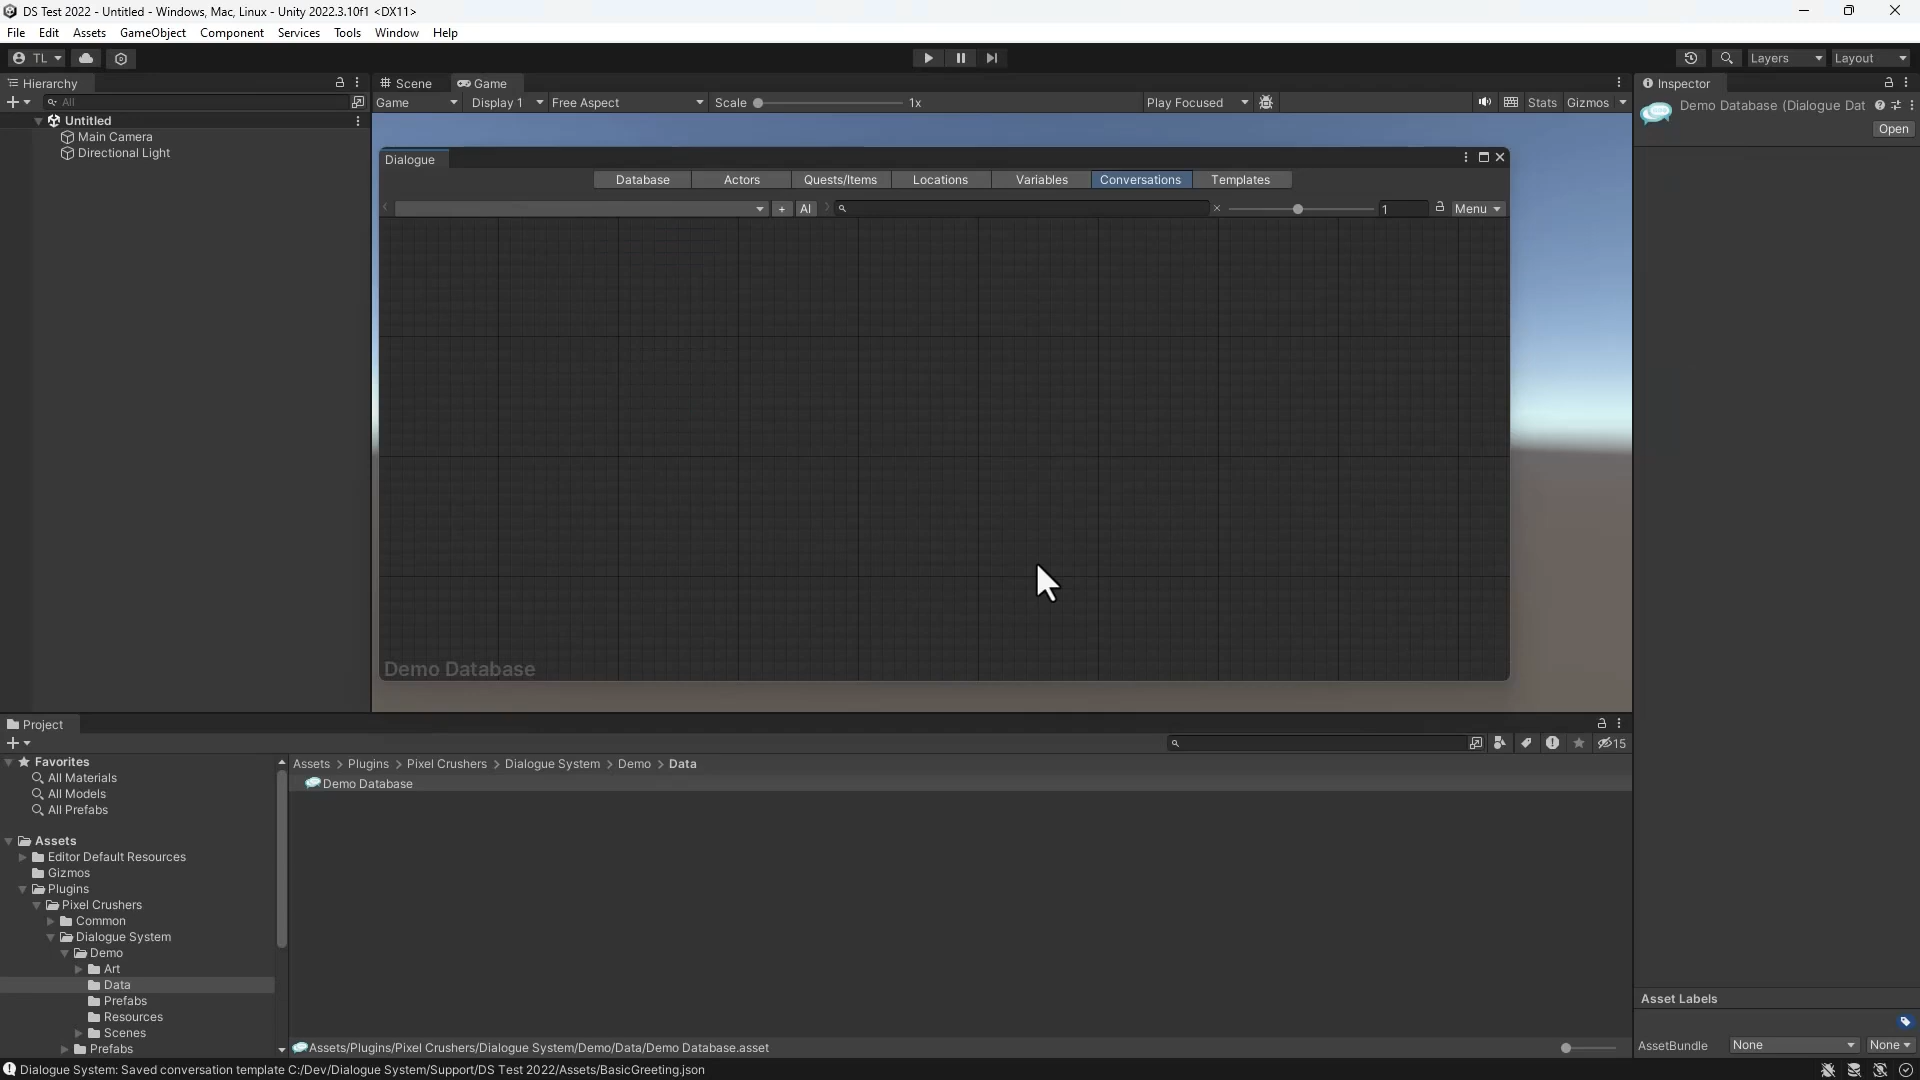 DS Test 2022 - Untitled - Windows, Mac, Linux - Unity 2022.3.10f1 <DX11>
File Edit Assets GameObject Component Services Tools Window Help
TL Layers Layout
Hierarchy Scene Game Inspector
All Game Display 1 Free Aspect Scale 1x Play Focused Stats Gizmos Demo Database (Dialogue Dat
Untitled Open
Main Camera
Directional Light
Dialogue
Database Actors Quests/Items Locations Variables Conversations Templates
+ AI 1 Menu
Demo Database
Project
15
Favorites Assets > Plugins > Pixel Crushers > Dialogue System > Demo > Data
All Materials Demo Database
All Models
All Prefabs
Assets
Editor Default Resources
Gizmos
Plugins
Pixel Crushers
Common
Dialogue System
Demo
Art
Data
Prefabs
Resources
Scenes
Prefabs
Asset Labels
AssetBundle None None
Assets/Plugins/Pixel Crushers/Dialogue System/Demo/Data/Demo Database.asset
Dialogue System: Saved conversation template C:/Dev/Dialogue System/Support/DS Test 2022/Assets/BasicGreeting.json